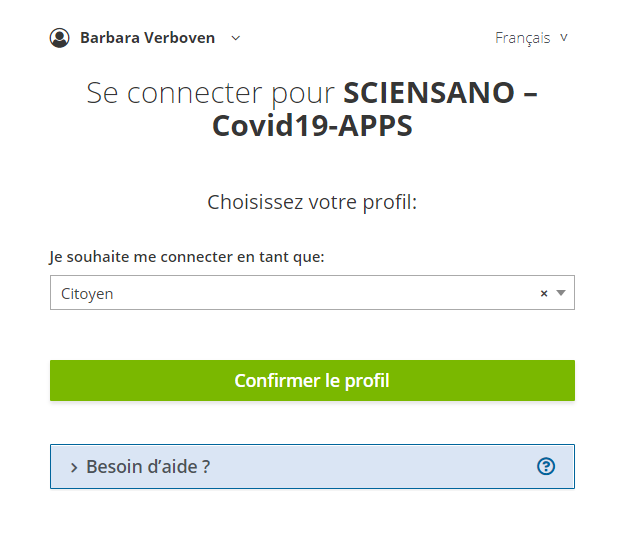 Barbara Verboven
Français
Se connecter pour SCIENSANO –
Covid19-APPS
Choisissez votre profil:
Je souhaite me connecter en tant que:
Citoyen
Confirmer le profil
Besoin d’aide ?